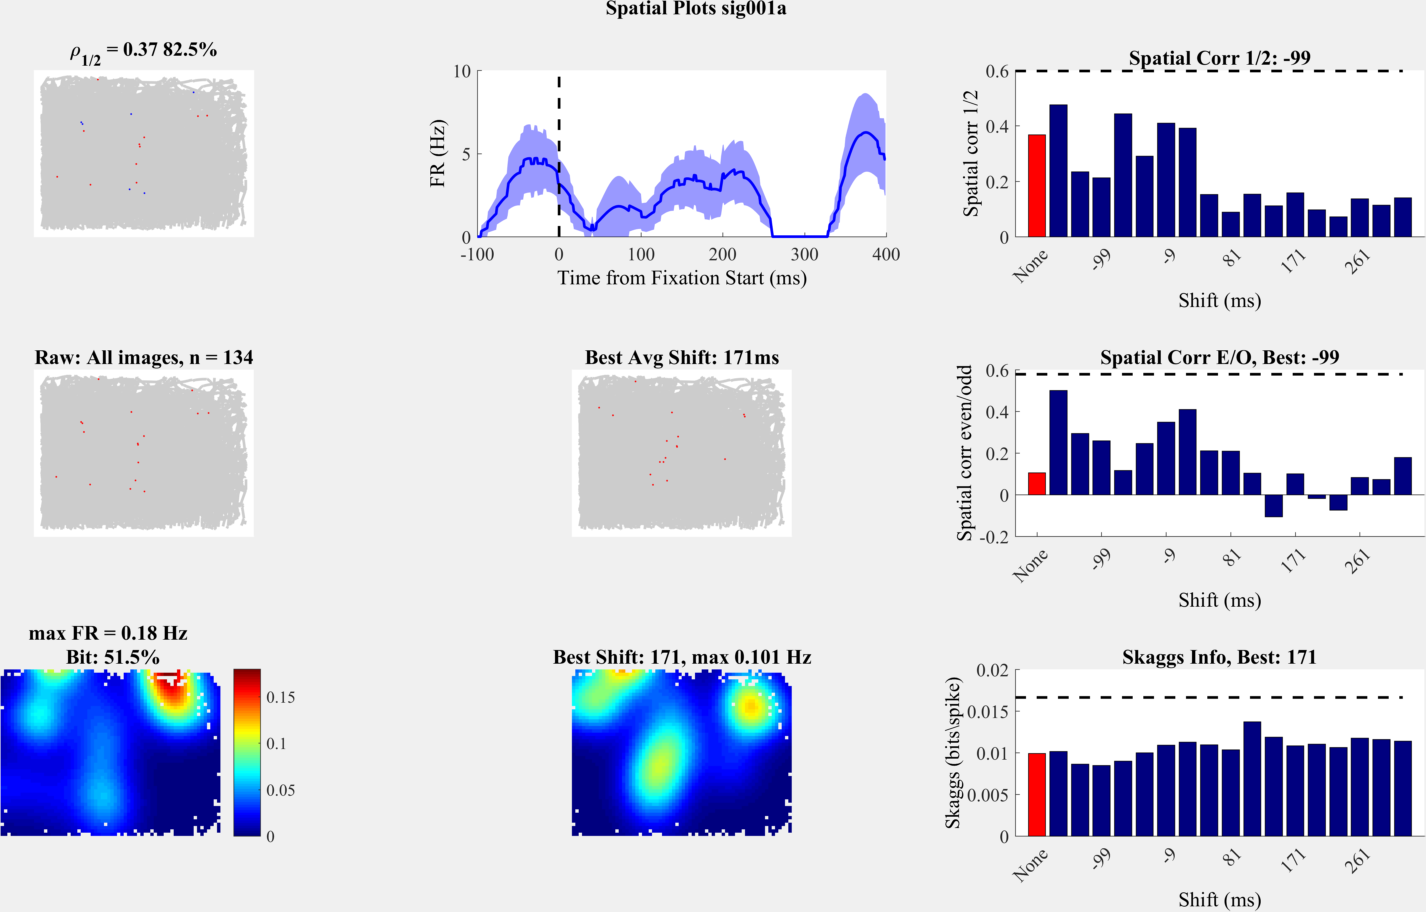 Spatial Plots sig001a
ρ1/2 = 0.37 82.5%
10
5
0
FR (Hz)
-100 0 100 200 300 400
Time from Fixation Start (ms)
Spatial Corr 1/2: -99
0.6
0.4
0.2
0
Spatial corr 1/2
None -99 -9 81 171 261
Shift (ms)
Raw: All images, n = 134
Best Avg Shift: 171ms
Spatial Corr E/O, Best: -99
0.6
0.4
0.2
0
-0.2
Spatial corr even/odd
None -99 -9 81 171 261
Shift (ms)
max FR = 0.18 Hz
Bit: 51.5%
0.15
0.1
0.05
0
Best Shift: 171, max 0.101 Hz
Skaggs Info, Best: 171
0.02
0.015
0.01
0.005
0
Skaggs (bits\spike)
None -99 -9 81 171 261
Shift (ms)